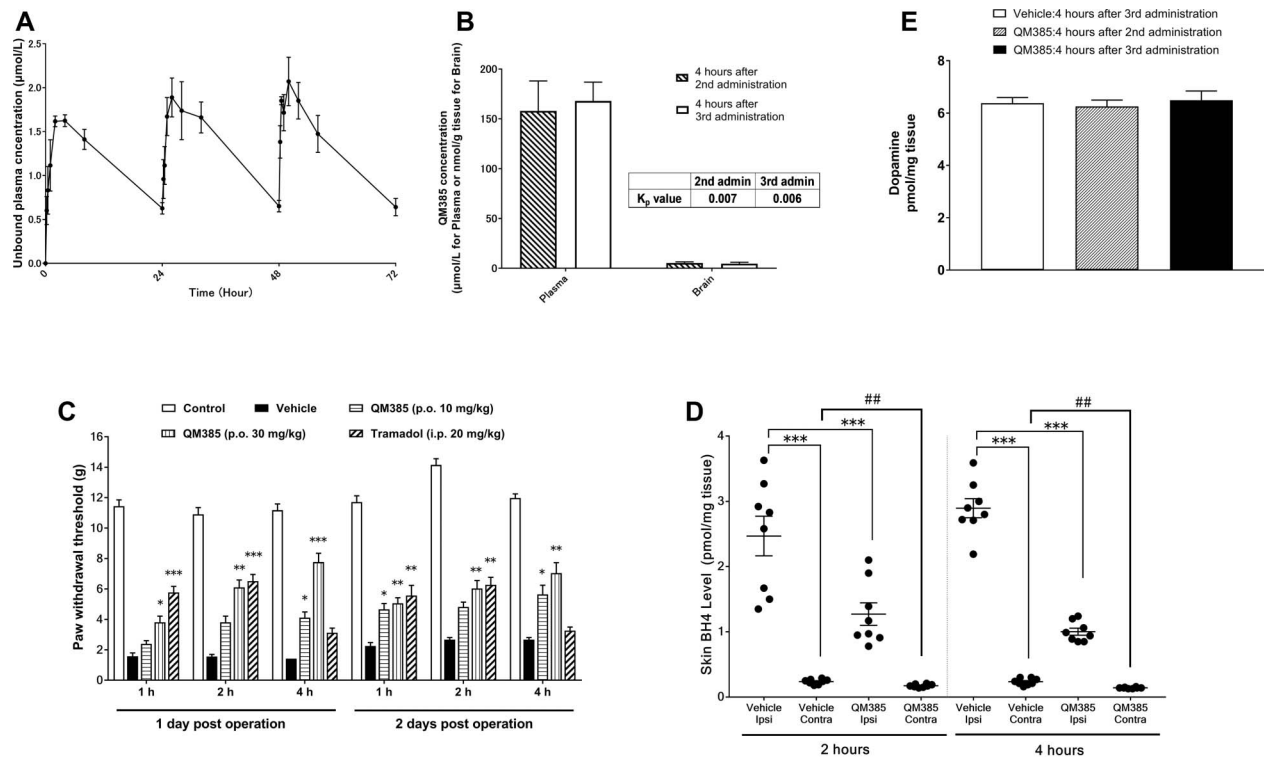 A
Unbound plasma cncentration (μmol/L)
2.5
2.0
1.5
1.0
0.5
0.0
0
24
48
72
Time (Hour)
B
QM385 concentration
(μmol/L for Plasma or nmol/g tissue for Brain)
200
150
100
50
0
Plasma
Brain
4 hours after
2nd administration
4 hours after
3rd administration
2nd admin 3rd admin
Kp value 0.007 0.006
E
Vehicle:4 hours after 3rd administration
QM385:4 hours after 2nd administration
QM385:4 hours after 3rd administration
Dopamine
pmol/mg tissue
8
6
4
2
0
C
Control
Vehicle
QM385 (p.o. 10 mg/kg)
QM385 (p.o. 30 mg/kg)
Tramadol (i.p. 20 mg/kg)
Paw withdrawal threshold (g)
16
14
12
10
8
6
4
2
0
* ***
** ***
* ***
* ** **
** **
* **
1 h 2 h 4 h 1 h 2 h 4 h
1 day post operation
2 days post operation
D
Skin BH4 Level (pmol/mg tissue)
4
3
2
1
0
##
***
***
##
***
***
Vehicle
Ipsi
Vehicle
Contra
QM385
Ipsi
QM385
Contra
Vehicle
Ipsi
Vehicle
Contra
QM385
Ipsi
QM385
Contra
2 hours
4 hours